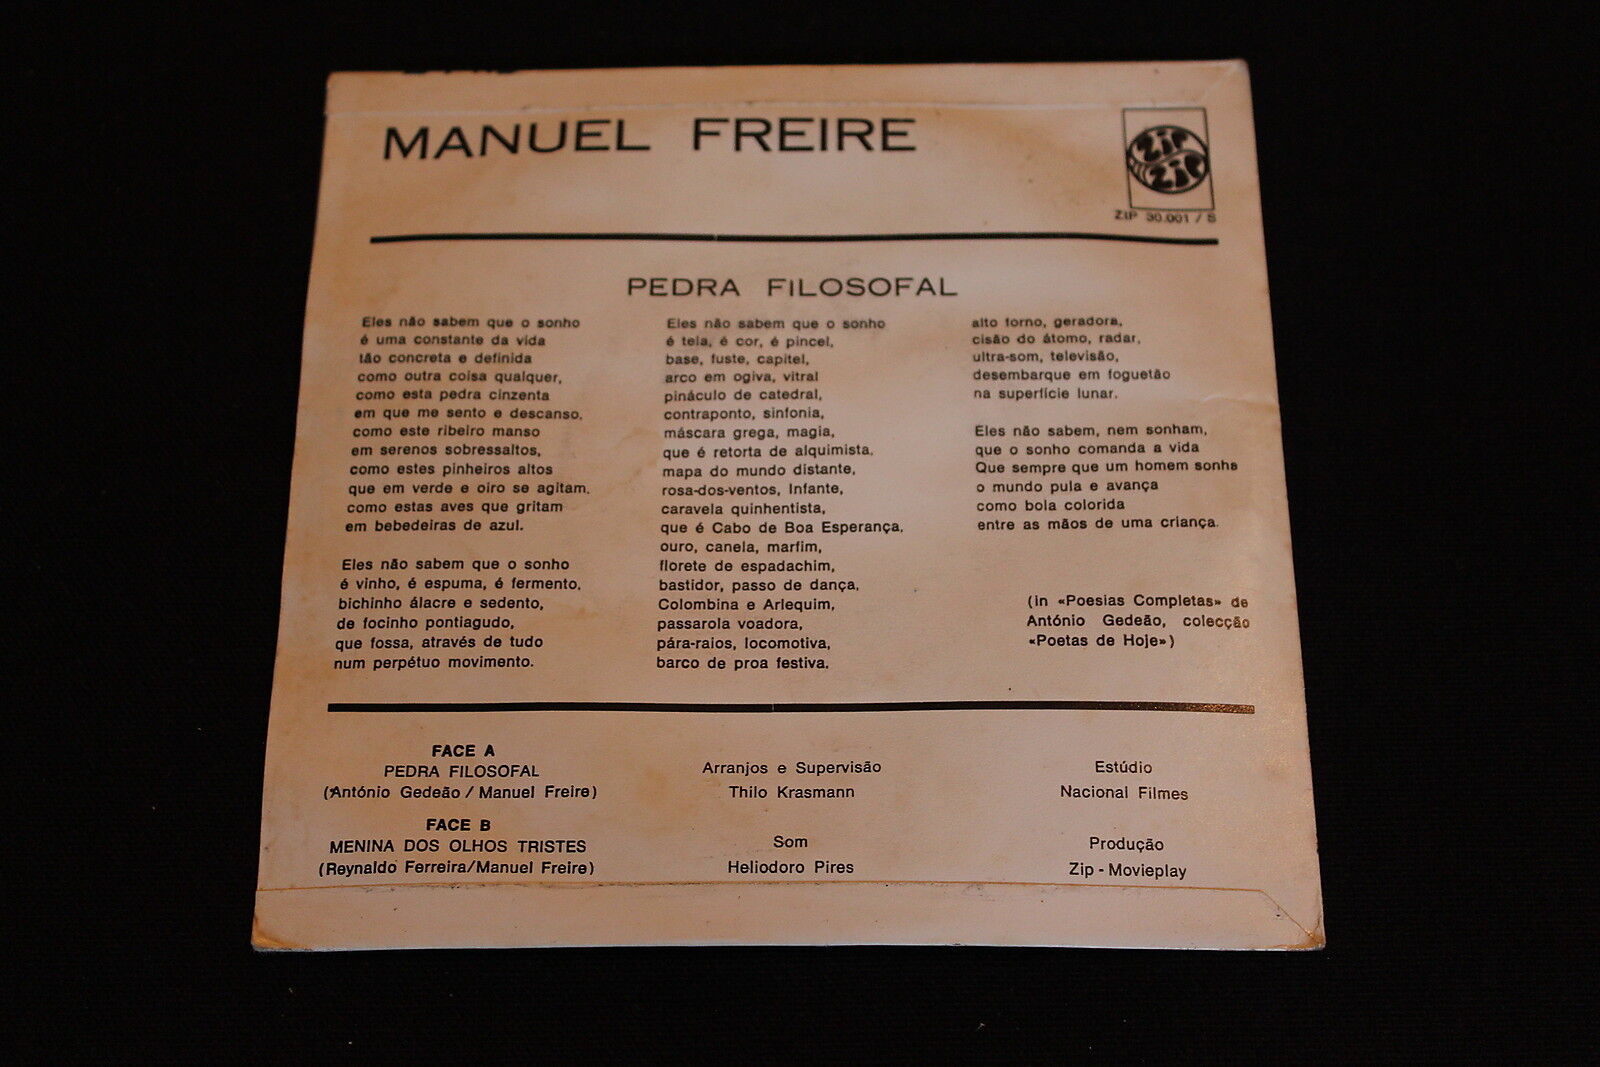 MANUEL FREIRE
ZIP
ZIP
ZIP 30.001 / S
PEDRA FILOSOFAL
Eles não sabem que o sonho
é uma constante da vida
tão concreta e definida
como outra coisa qualquer,
como esta pedra cinzenta
em que me sento e descanso,
como este ribeiro manso
em serenos sobressaltos,
como estes pinheiros altos
que em verde e oiro se agitam,
como estas aves que gritam
em bebedeiras de azul.
Eles não sabem que o sonho
é vinho, é espuma, é fermento,
bichinho álacre e sedento,
de focinho pontiagudo,
que fossa, através de tudo
num perpétuo movimento.
Eles não sabem que o sonho
é tela, é cor, é pincel,
base, fuste, capitel,
arco em ogiva, vitral
pináculo de catedral,
contraponto, sinfonia,
máscara grega, magia,
que é retorta de alquimista,
mapa do mundo distante,
rosa-dos-ventos, Infante,
caravela quinhentista,
que é Cabo de Boa Esperança,
ouro, canela, marfim,
florete de espadachim,
bastidor, passo de dança,
Colombina e Arlequim,
passarola voadora,
pára-raios, locomotiva,
barco de proa festiva.
alto forno, geradora,
cisão do átomo, radar,
ultra-som, televisão,
desembarque em foguetão
na superfície lunar.
Eles não sabem, nem sonham,
que o sonho comanda a vida
Que sempre que um homem sonha
o mundo pula e avança
como bola colorida
entre as mãos de uma criança.
(in «Poesias Completas» de
António Gedeão, colecção
«Poetas de Hoje»)
FACE A
PEDRA FILOSOFAL
(António Gedeão / Manuel Freire)
FACE B
MENINA DOS OLHOS TRISTES
(Reynaldo Ferreira/Manuel Freire)
Arranjos e Supervisão
Thilo Krasmann
Som
Heliodoro Pires
Estúdio
Nacional Filmes
Produção
Zip - Movieplay